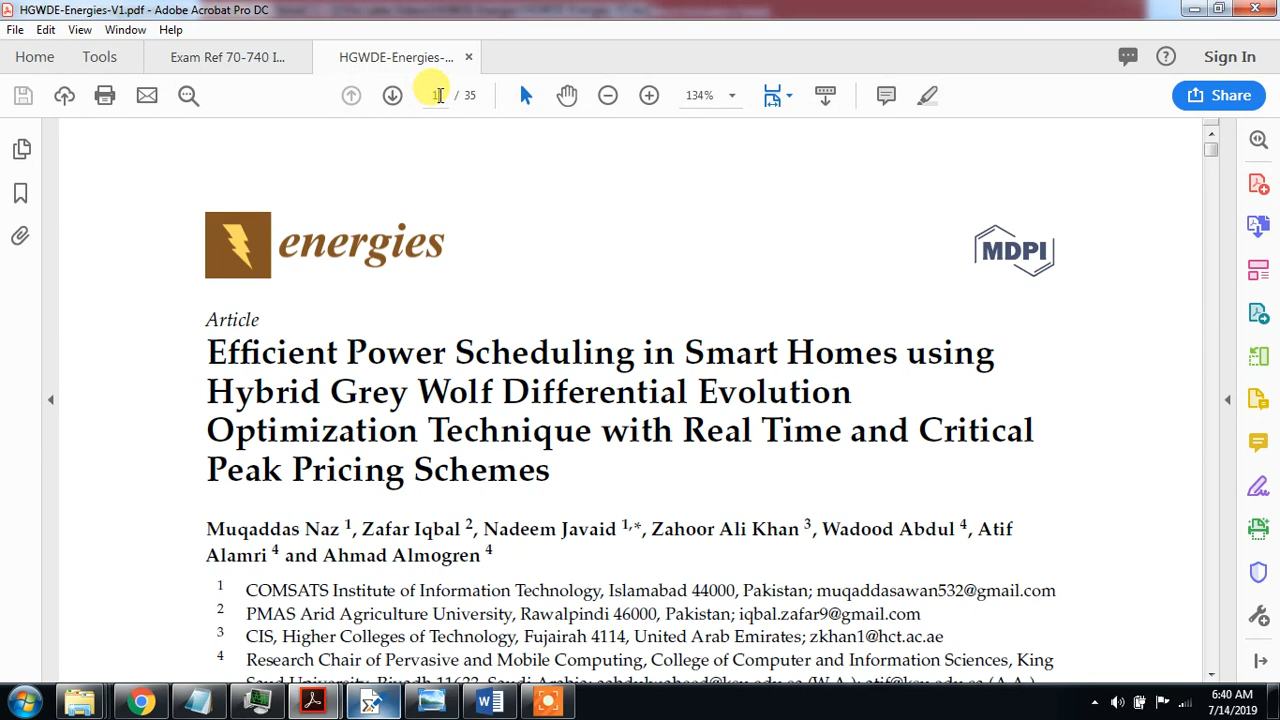 HGWDE-Energies-V1.pdf - Adobe Acrobat Pro DC
File Edit View Window Help
Home Tools Exam Ref 70-740 I... HGWDE-Energies-... × Sign In
1 / 35 134% Share
energies
MDPI
Article
Efficient Power Scheduling in Smart Homes using
Hybrid Grey Wolf Differential Evolution
Optimization Technique with Real Time and Critical
Peak Pricing Schemes
Muqaddas Naz 1, Zafar Iqbal 2, Nadeem Javaid 1,*, Zahoor Ali Khan 3, Wadood Abdul 4, Atif
Alamri 4 and Ahmad Almogren 4
1 COMSATS Institute of Information Technology, Islamabad 44000, Pakistan; muqaddasawan532@gmail.com
2 PMAS Arid Agriculture University, Rawalpindi 46000, Pakistan; iqbal.zafar9@gmail.com
3 CIS, Higher Colleges of Technology, Fujairah 4114, United Arab Emirates; zkhan1@hct.ac.ae
4 Research Chair of Pervasive and Mobile Computing, College of Computer and Information Sciences, King
6:40 AM
7/14/2019